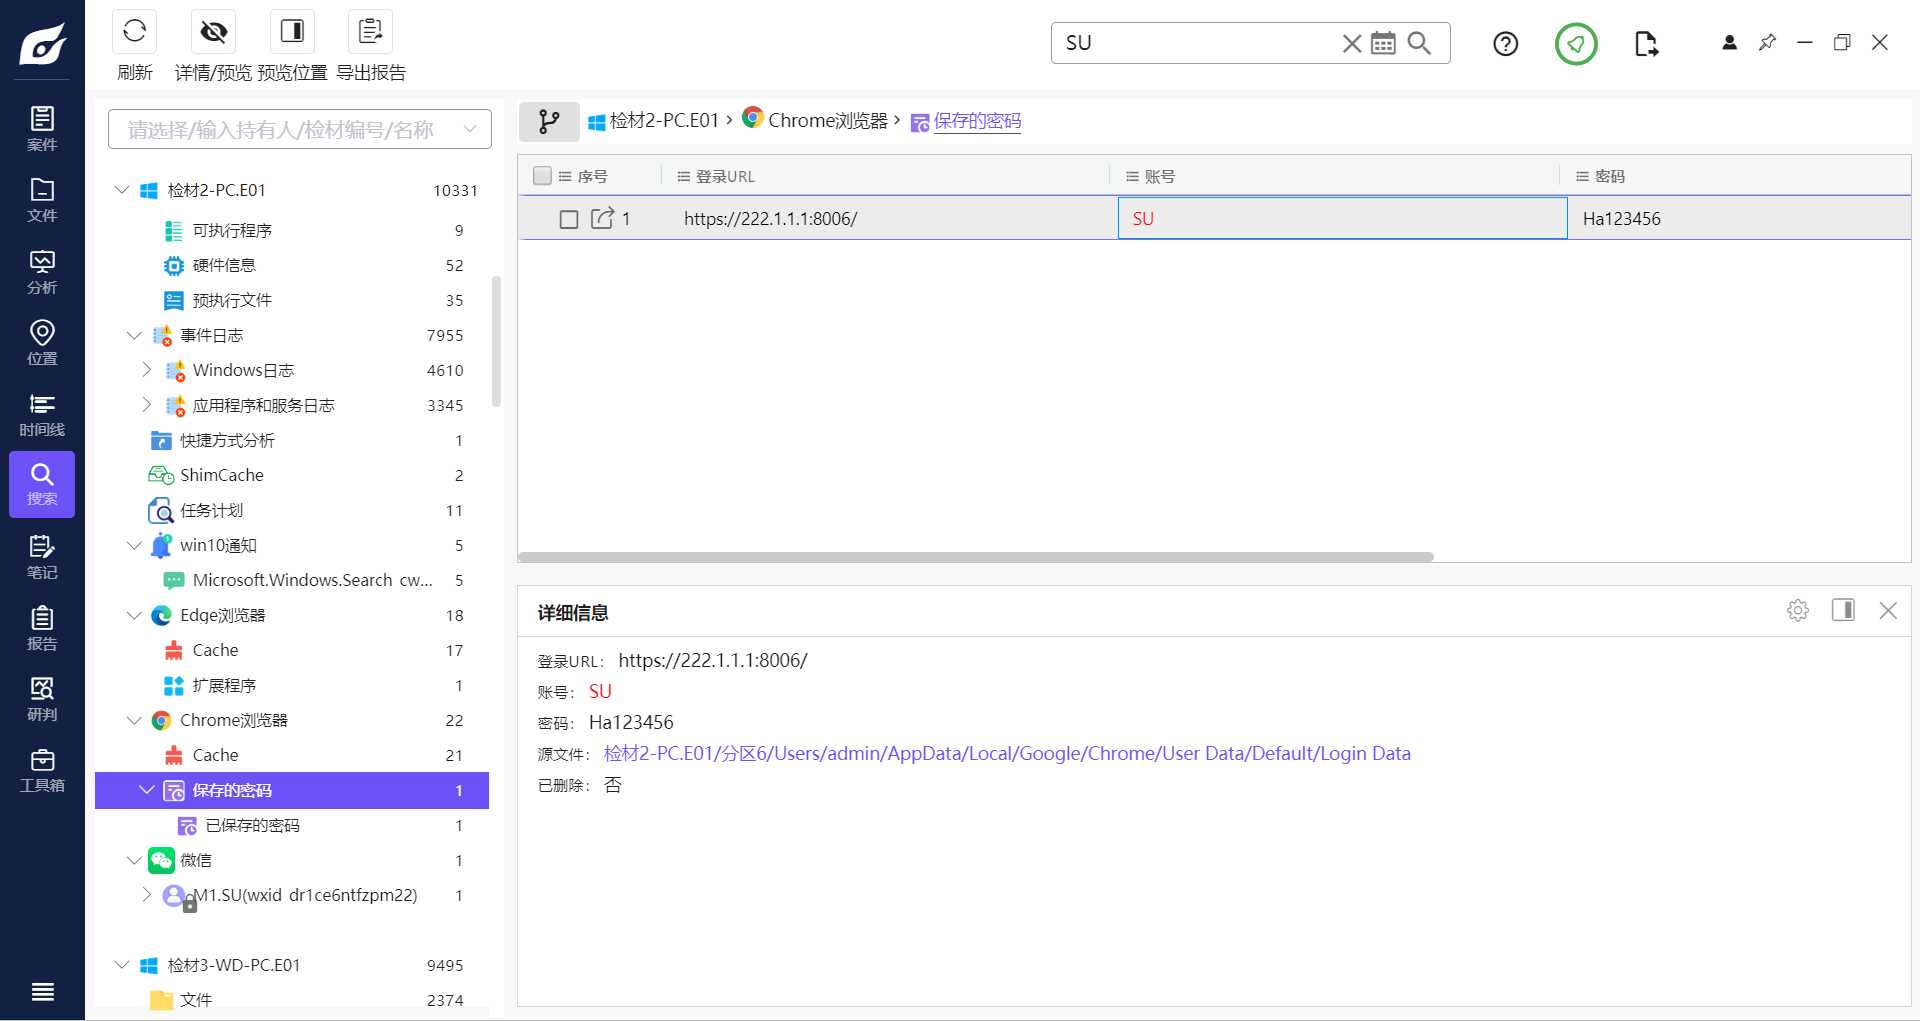 刷新
详情/预览
预览位置
导出报告
SU
案件
文件
分析
位置
时间线
搜索
笔记
报告
研判
工具箱
请选择/输入持有人/检材编号/名称
检材2-PC.E01 10331
可执行程序 9
硬件信息 52
预执行文件 35
事件日志 7955
Windows日志 4610
应用程序和服务日志 3345
快捷方式分析 1
ShimCache 2
任务计划 11
win10通知 5
Microsoft.Windows.Search_cw... 5
Edge浏览器 18
Cache 17
扩展程序 1
Chrome浏览器 22
Cache 21
保存的密码 1
已保存的密码 1
微信 1
M1.SU(wxid_dr1ce6ntfzpm22) 1
检材3-WD-PC.E01 9495
文件 2374
检材2-PC.E01 › Chrome浏览器 › 保存的密码
序号 登录URL 账号 密码
1 https://222.1.1.1:8006/ SU Ha123456
详细信息
登录URL: https://222.1.1.1:8006/
账号: SU
密码: Ha123456
源文件: 检材2-PC.E01/分区6/Users/admin/AppData/Local/Google/Chrome/User Data/Default/Login Data
已删除: 否